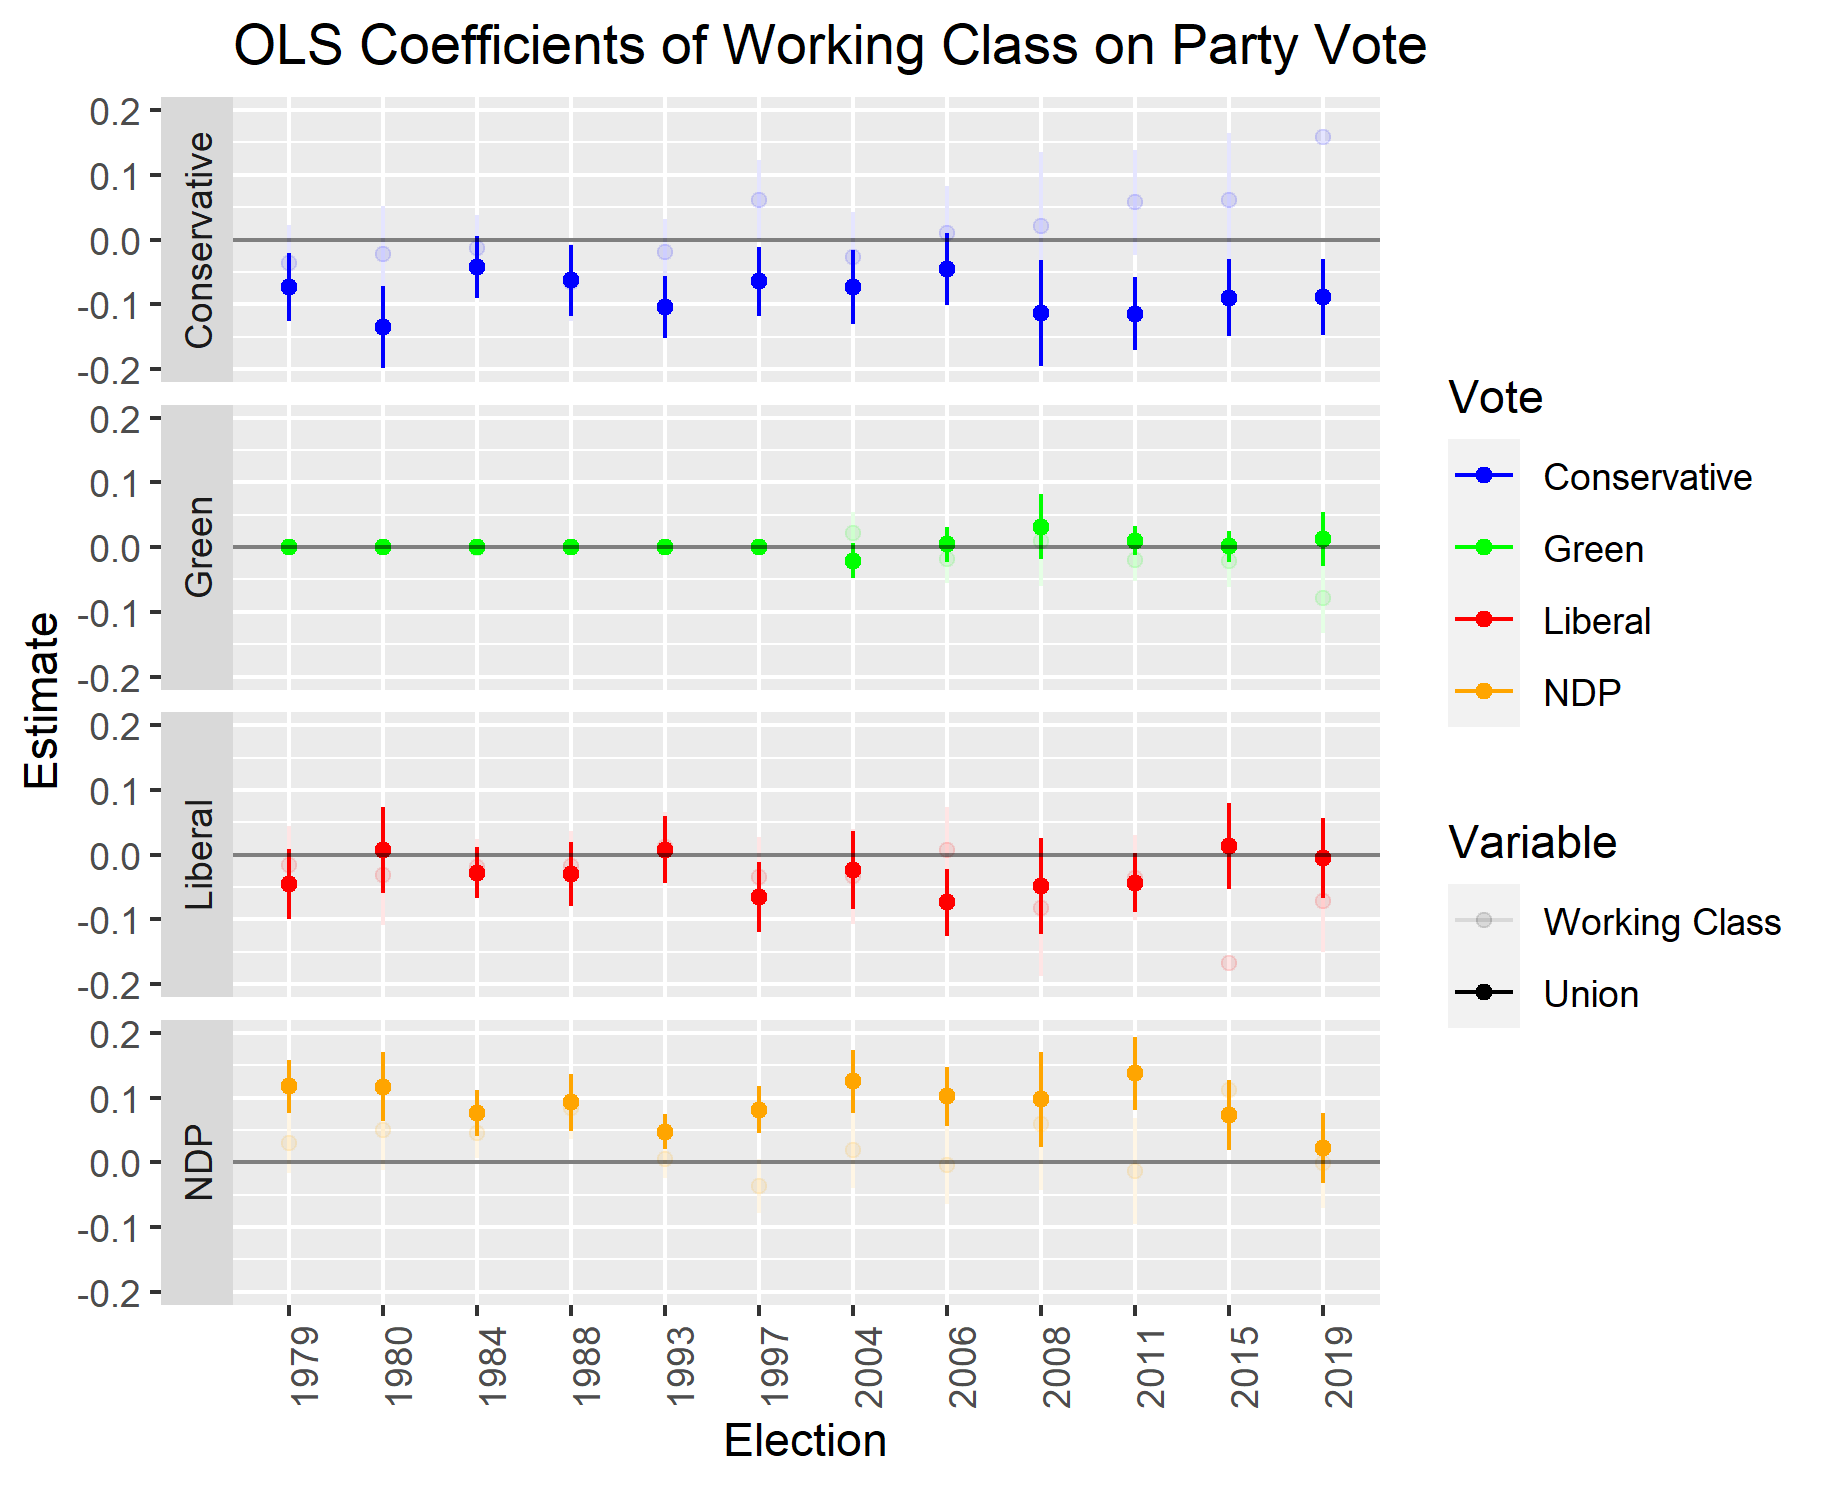 OLS Coefficients of Working Class on Party Vote
Estimate
Conservative
0.2
0.1
0.0
-0.1
-0.2
Green
0.2
0.1
0.0
-0.1
-0.2
Liberal
0.2
0.1
0.0
-0.1
-0.2
NDP
0.2
0.1
0.0
-0.1
-0.2
1979 1980 1984 1988 1993 1997 2004 2006 2008 2011 2015 2019
Election
Vote
Conservative
Green
Liberal
NDP
Variable
Working Class
Union